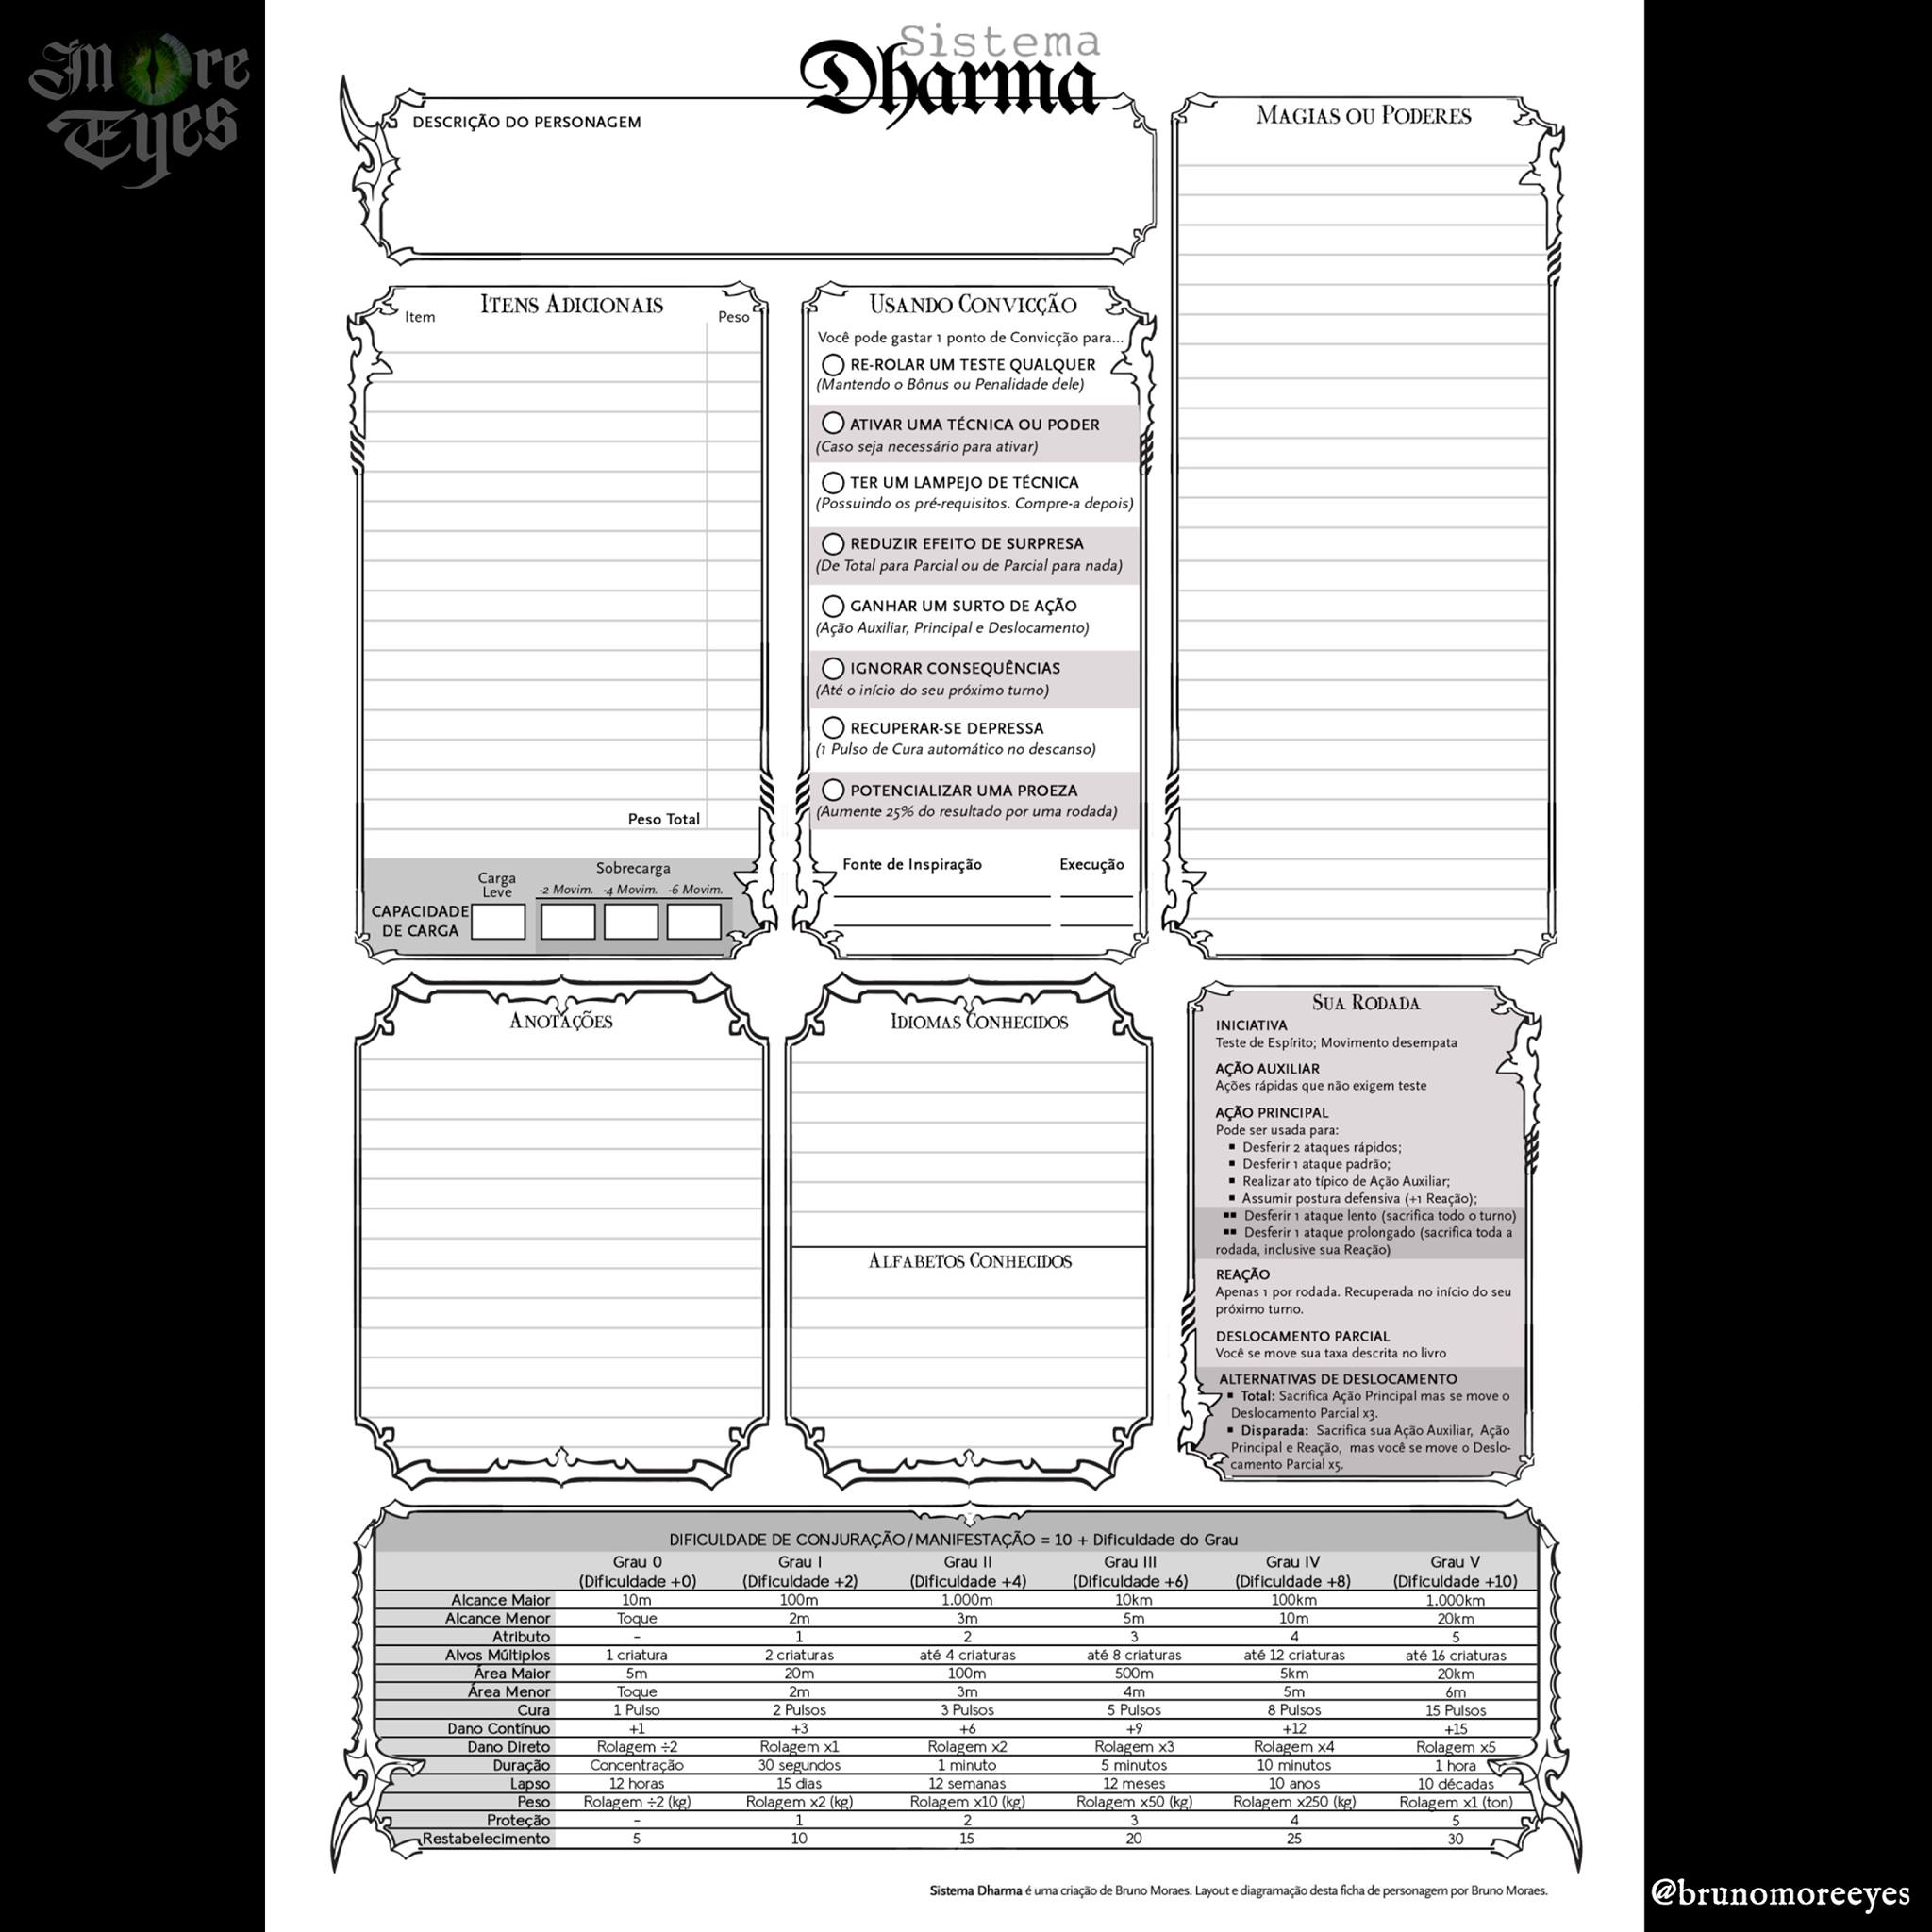 More
Eyes
Sistema
Dharma
DESCRIÇÃO DO PERSONAGEM
MAGIAS OU PODERES
ITENS ADICIONAIS
Item
Peso
Peso Total
Carga
Leve
Sobrecarga
-2 Movim. -4 Movim. -6 Movim.
CAPACIDADE
DE CARGA
USANDO CONVICÇÃO
Você pode gastar 1 ponto de Convicção para...
RE-ROLAR UM TESTE QUALQUER
(Mantendo o Bônus ou Penalidade dele)
ATIVAR UMA TÉCNICA OU PODER
(Caso seja necessário para ativar)
TER UM LAMPEJO DE TÉCNICA
(Possuindo os pré-requisitos. Compre-a depois)
REDUZIR EFEITO DE SURPRESA
(De Total para Parcial ou de Parcial para nada)
GANHAR UM SURTO DE AÇÃO
(Ação Auxiliar, Principal e Deslocamento)
IGNORAR CONSEQUÊNCIAS
(Até o início do seu próximo turno)
RECUPERAR-SE DEPRESSA
(1 Pulso de Cura automático no descanso)
POTENCIALIZAR UMA PROEZA
(Aumente 25% do resultado por uma rodada)
Fonte de Inspiração Execução
ANOTAÇÕES
IDIOMAS CONHECIDOS
ALFABETOS CONHECIDOS
SUA RODADA
INICIATIVA
Teste de Espírito; Movimento desempata
AÇÃO AUXILIAR
Ações rápidas que não exigem teste
AÇÃO PRINCIPAL
Pode ser usada para:
▪ Desferir 2 ataques rápidos;
▪ Desferir 1 ataque padrão;
▪ Realizar ato típico de Ação Auxiliar;
▪ Assumir postura defensiva (+1 Reação);
▪▪ Desferir 1 ataque lento (sacrifica todo o turno)
▪▪ Desferir 1 ataque prolongado (sacrifica toda a
rodada, inclusive sua Reação)
REAÇÃO
Apenas 1 por rodada. Recuperada no início do seu
próximo turno.
DESLOCAMENTO PARCIAL
Você se move sua taxa descrita no livro
ALTERNATIVAS DE DESLOCAMENTO
▪ Total: Sacrifica Ação Principal mas se move o
Deslocamento Parcial x3.
▪ Disparada: Sacrifica sua Ação Auxiliar, Ação
Principal e Reação, mas você se move o Deslo-
camento Parcial x5.
DIFICULDADE DE CONJURAÇÃO/MANIFESTAÇÃO = 10 + Dificuldade do Grau
Grau 0 Grau I Grau II Grau III Grau IV Grau V
(Dificuldade +0) (Dificuldade +2) (Dificuldade +4) (Dificuldade +6) (Dificuldade +8) (Dificuldade +10)
Alcance Maior 10m 100m 1.000m 10km 100km 1.000km
Alcance Menor Toque 2m 3m 5m 10m 20km
Atributo – 1 2 3 4 5
Alvos Múltiplos 1 criatura 2 criaturas até 4 criaturas até 8 criaturas até 12 criaturas até 16 criaturas
Área Maior 5m 20m 100m 500m 5km 20km
Área Menor Toque 2m 3m 4m 5m 6m
Cura 1 Pulso 2 Pulsos 3 Pulsos 5 Pulsos 8 Pulsos 15 Pulsos
Dano Contínuo +1 +3 +6 +9 +12 +15
Dano Direto Rolagem ÷2 Rolagem x1 Rolagem x2 Rolagem x3 Rolagem x4 Rolagem x5
Duração Concentração 30 segundos 1 minuto 5 minutos 10 minutos 1 hora
Lapso 12 horas 15 dias 12 semanas 12 meses 10 anos 10 décadas
Peso Rolagem ÷2 (kg) Rolagem x2 (kg) Rolagem x10 (kg) Rolagem x50 (kg) Rolagem x250 (kg) Rolagem x1 (ton)
Proteção – 1 2 3 4 5
Restabelecimento 5 10 15 20 25 30
Sistema Dharma é uma criação de Bruno Moraes. Layout e diagramação desta ficha de personagem por Bruno Moraes.
@brunomoreeyes